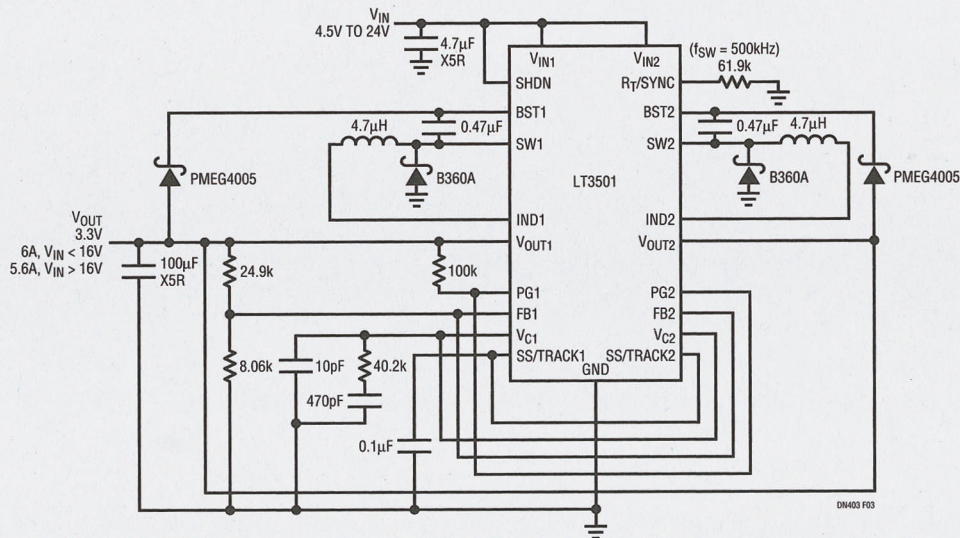 VIN
4.5V TO 24V
4.7µF
X5R
VIN1
VIN2
(fSW = 500kHz)
61.9k
SHDN
RT/SYNC
BST1
BST2
4.7µH
0.47µF
0.47µF
4.7µH
SW1
SW2
PMEG4005
B360A
LT3501
B360A
PMEG4005
IND1
IND2
VOUT
3.3V
6A, VIN < 16V
5.6A, VIN > 16V
VOUT1
VOUT2
100µF
X5R
24.9k
100k
PG1
PG2
FB1
FB2
VC1
VC2
8.06k
10pF
40.2k
SS/TRACK1
SS/TRACK2
GND
470pF
0.1µF
DN403 F03